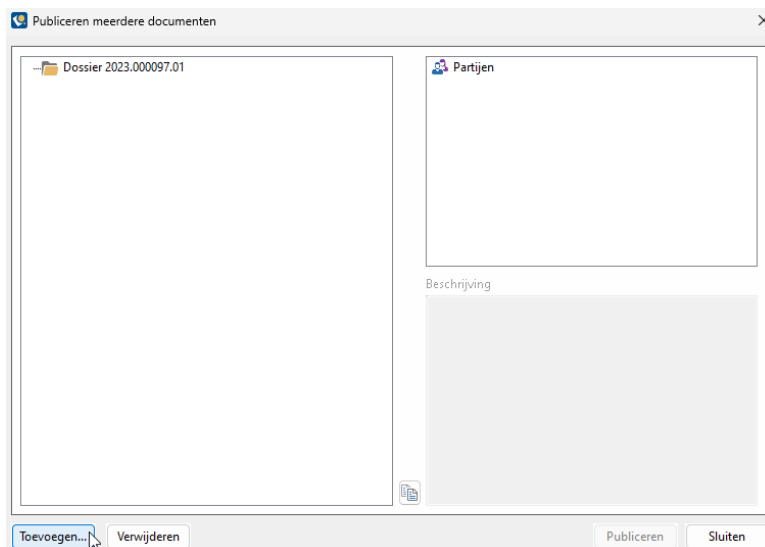 Publiceren meerdere documenten
Dossier 2023.000097.01
Partijen
Beschrijving
Toevoegen...
Verwijderen
Publiceren
Sluiten